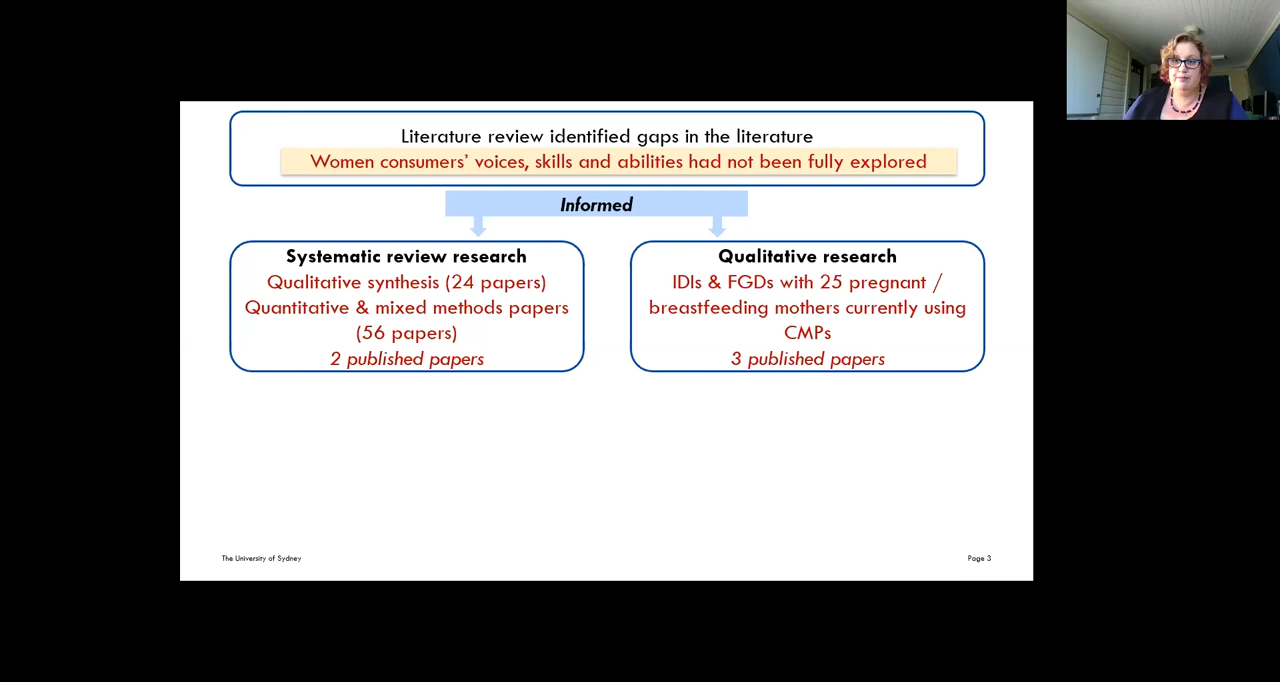 Literature review identified gaps in the literature
Women consumers' voices, skills and abilities had not been fully explored
Informed
Systematic review research
Qualitative synthesis (24 papers)
Quantitative & mixed methods papers
(56 papers)
2 published papers
Qualitative research
IDIs & FGDs with 25 pregnant /
breastfeeding mothers currently using
CMPs
3 published papers
The University of Sydney
Page 3